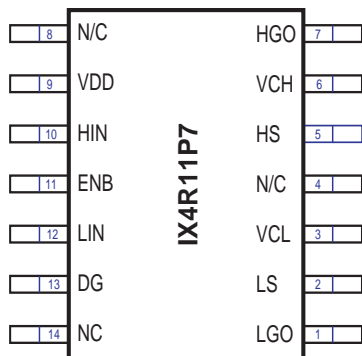 8 N/C HGO 7
9 VDD VCH 6
10 HIN HS 5
11 ENB N/C 4
12 LIN VCL 3
13 DG LS 2
14 NC LGO 1
IX4R11P7